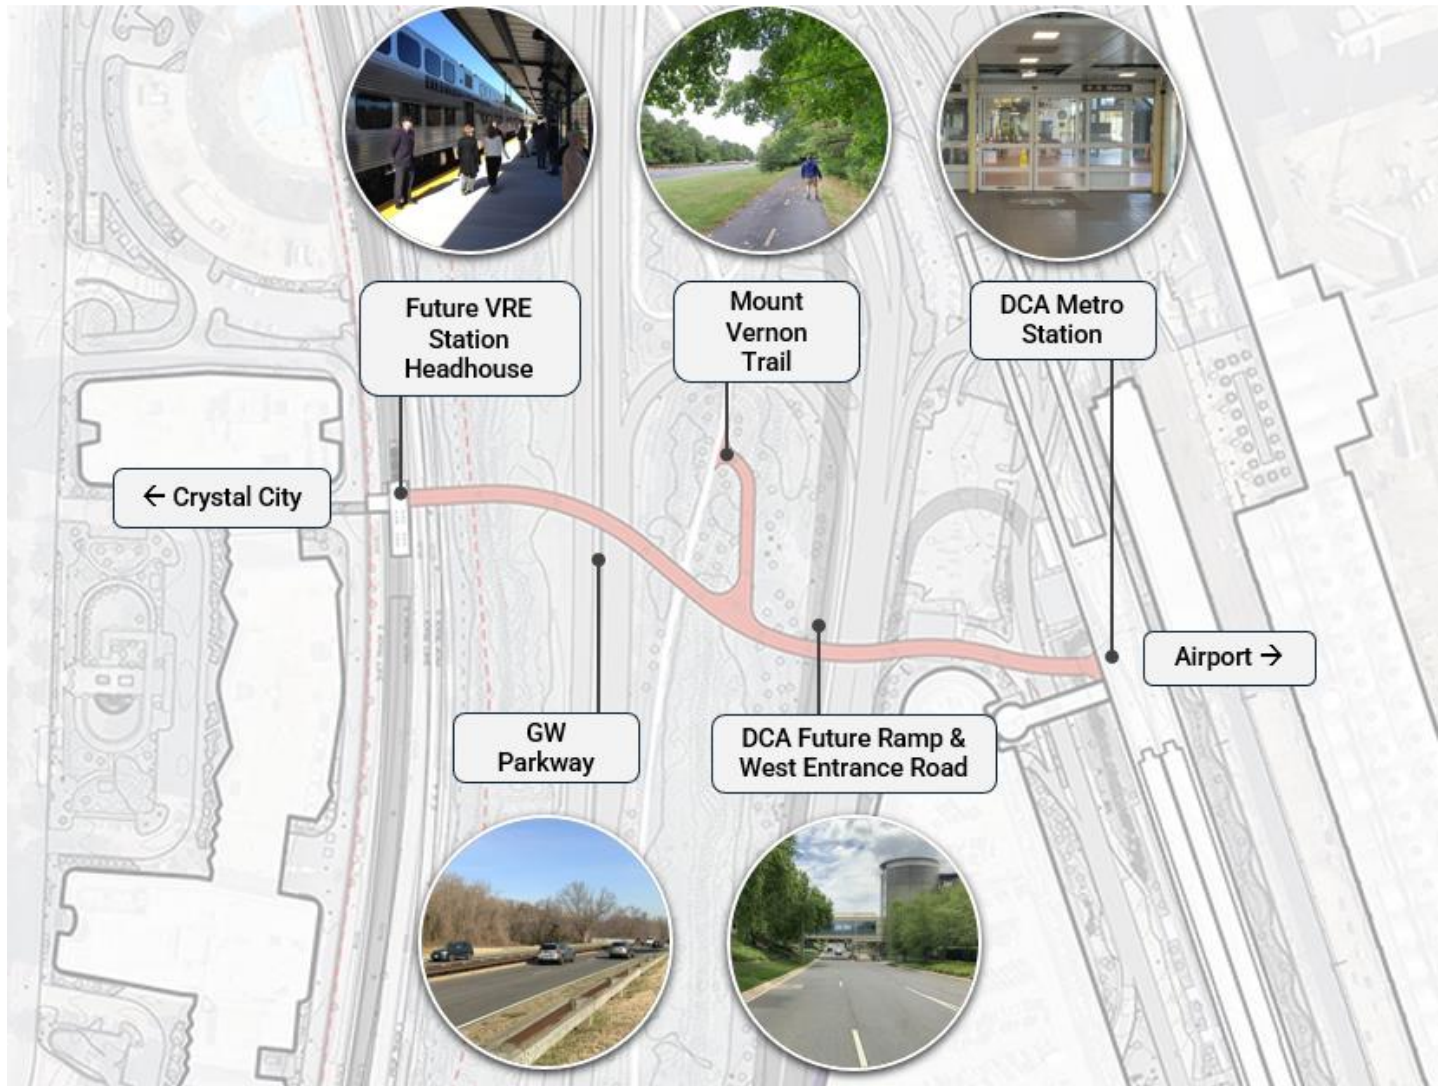 Future VRE
Station
Headhouse
Mount
Vernon
Trail
DCA Metro
Station
← Crystal City
Airport →
GW
Parkway
DCA Future Ramp &
West Entrance Road